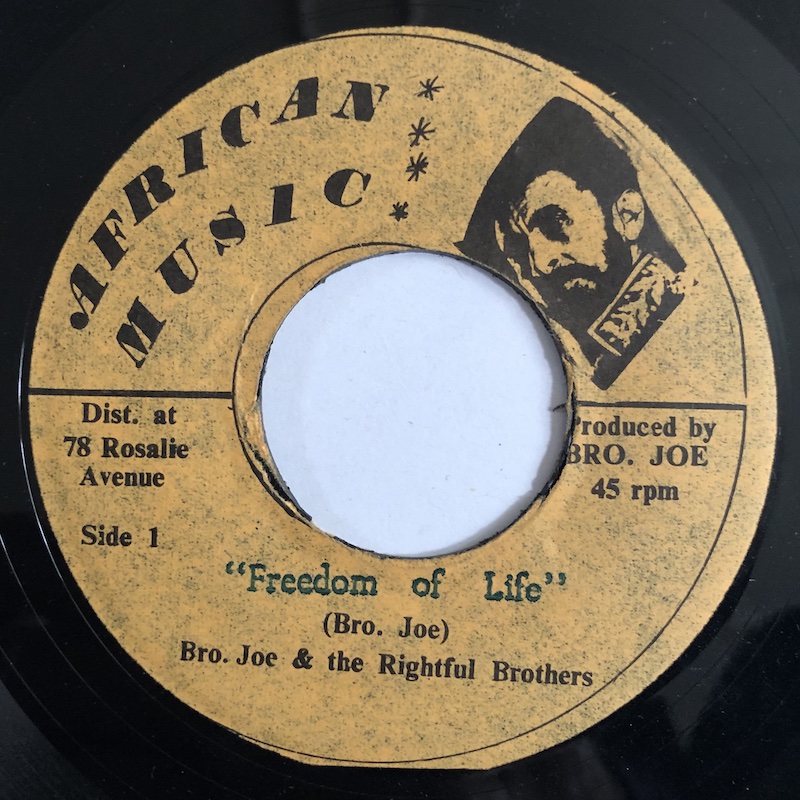 AFRICAN
MUSIC
Dist. at
78 Rosalie
Avenue
Side 1
Produced by
BRO. JOE
45 rpm
“Freedom of Life”
(Bro. Joe)
Bro. Joe & the Rightful Brothers